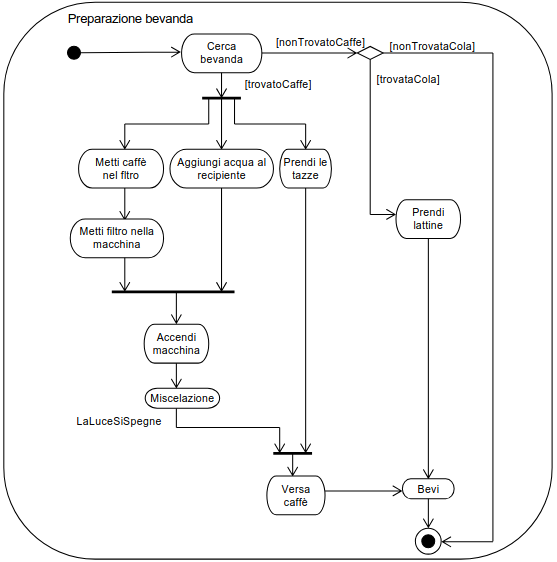 Preparazione bevanda
Cerca
bevanda
[nonTrovatoCaffe]
[nonTrovataCola]
[trovatoCaffe]
[trovataCola]
Metti caffè
nel fltro
Aggiungi acqua al
recipiente
Prendi le
tazze
Prendi
lattine
Metti filtro nella
macchina
Accendi
macchina
Miscelazione
LaLuceSiSpegne
Versa
caffè
Bevi